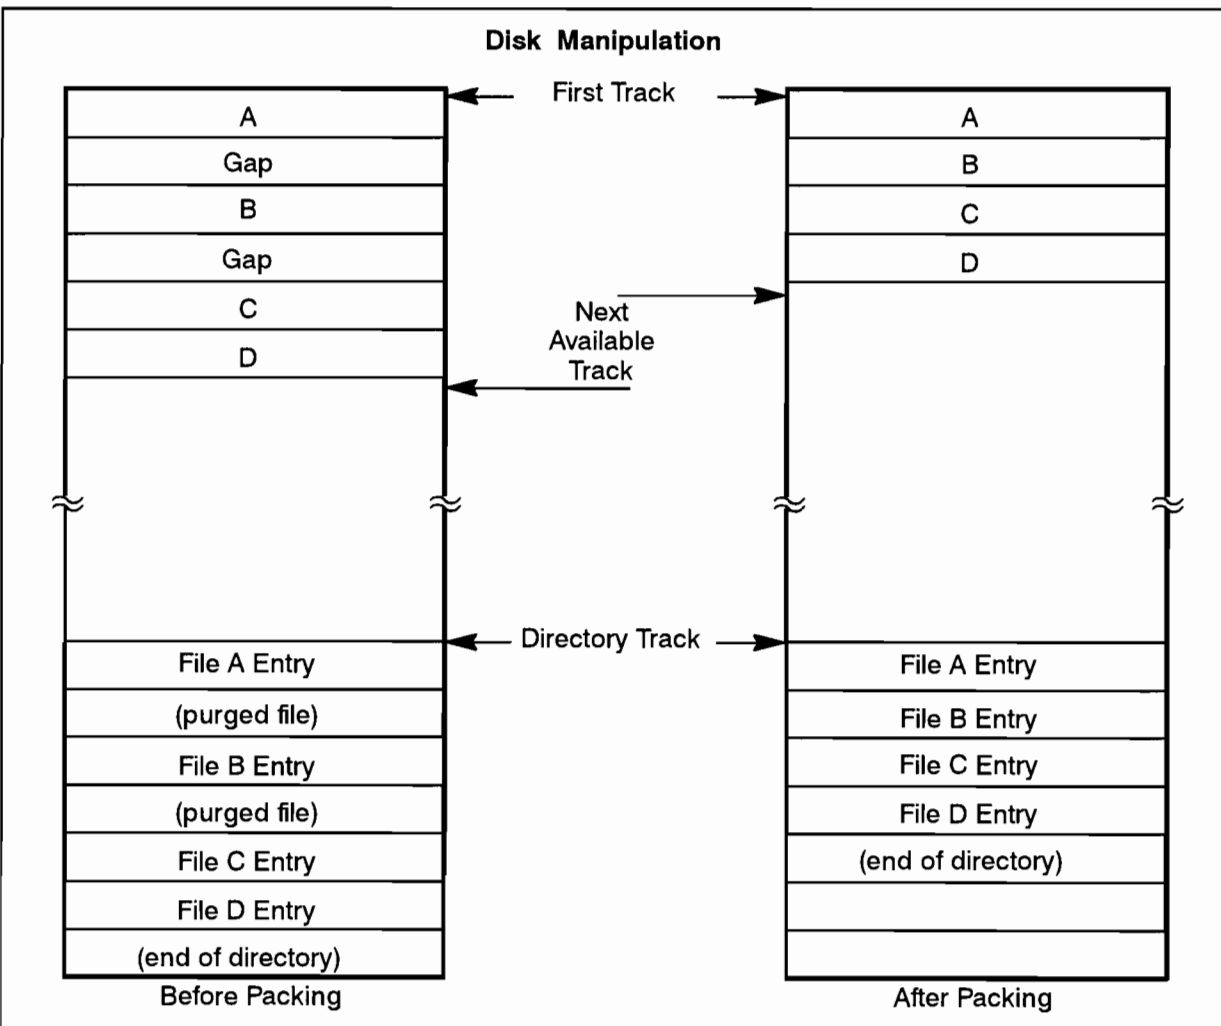 Disk Manipulation
First Track
A
Gap
B
Gap
C
D
A
B
C
D
Next
Available
Track
Directory Track
File A Entry
(purged file)
File B Entry
(purged file)
File C Entry
File D Entry
(end of directory)
Before Packing
File A Entry
File B Entry
File C Entry
File D Entry
(end of directory)
After Packing